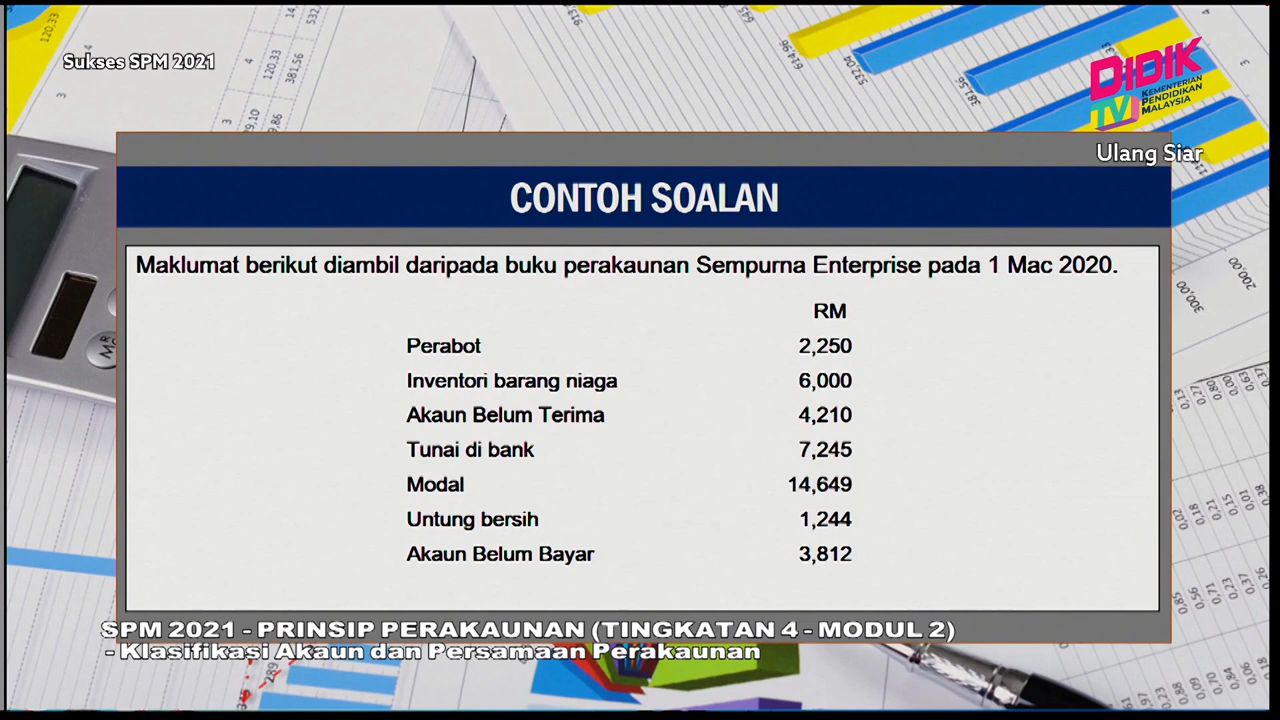 Sukses SPM 2021
DIDIK
TV
KEMENTERIAN
PENDIDIKAN
MALAYSIA
Ulang Siar
CONTOH SOALAN
Maklumat berikut diambil daripada buku perakaunan Sempurna Enterprise pada 1 Mac 2020.
RM
Perabot 2,250
Inventori barang niaga 6,000
Akaun Belum Terima 4,210
Tunai di bank 7,245
Modal 14,649
Untung bersih 1,244
Akaun Belum Bayar 3,812
SPM 2021 - PRINSIP PERAKAUNAN (TINGKATAN 4 - MODUL 2)
- Klasifikasi Akaun dan Persamaan Perakaunan